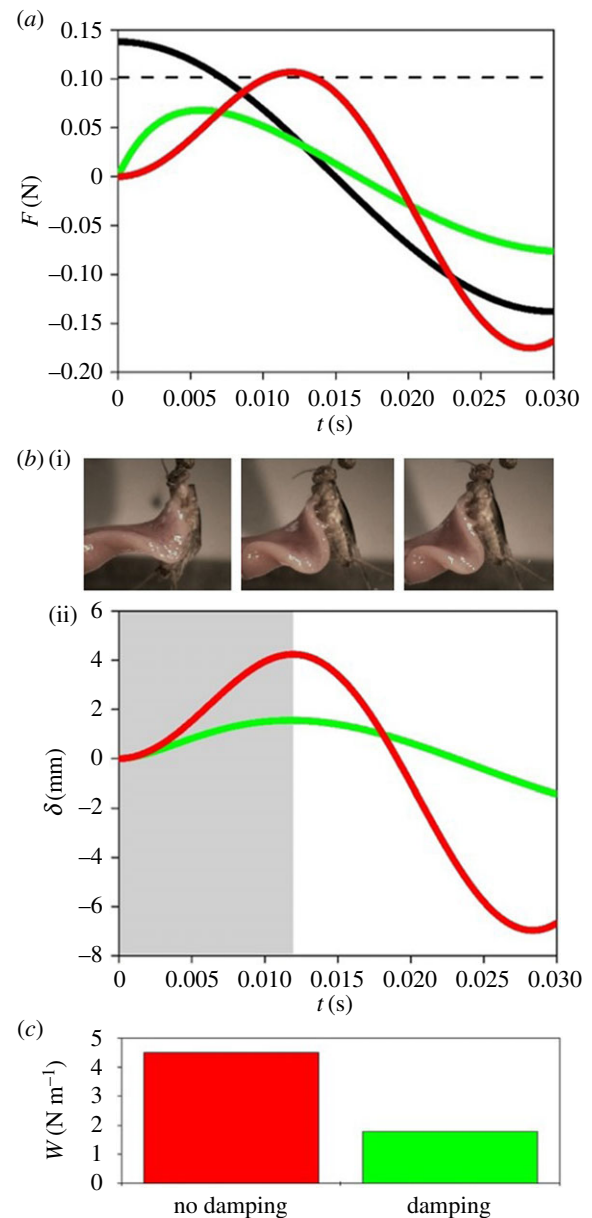 (a)
0.15
0.10
0.05
0
–0.05
–0.10
–0.15
–0.20
F (N)
0 0.005 0.010 0.015 0.020 0.025 0.030
t (s)
(b) (i)
(ii)
6
4
2
0
–2
–4
–6
–8
δ (mm)
0 0.005 0.010 0.015 0.020 0.025 0.030
t (s)
(c)
5
4
3
2
1
0
W (N m⁻¹)
no damping damping